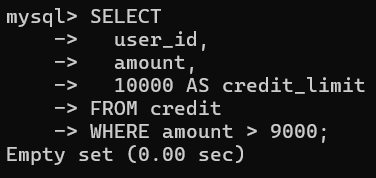 mysql> SELECT
    ->   user_id,
    ->   amount,
    ->   10000 AS credit_limit
    -> FROM credit
    -> WHERE amount > 9000;
Empty set (0.00 sec)